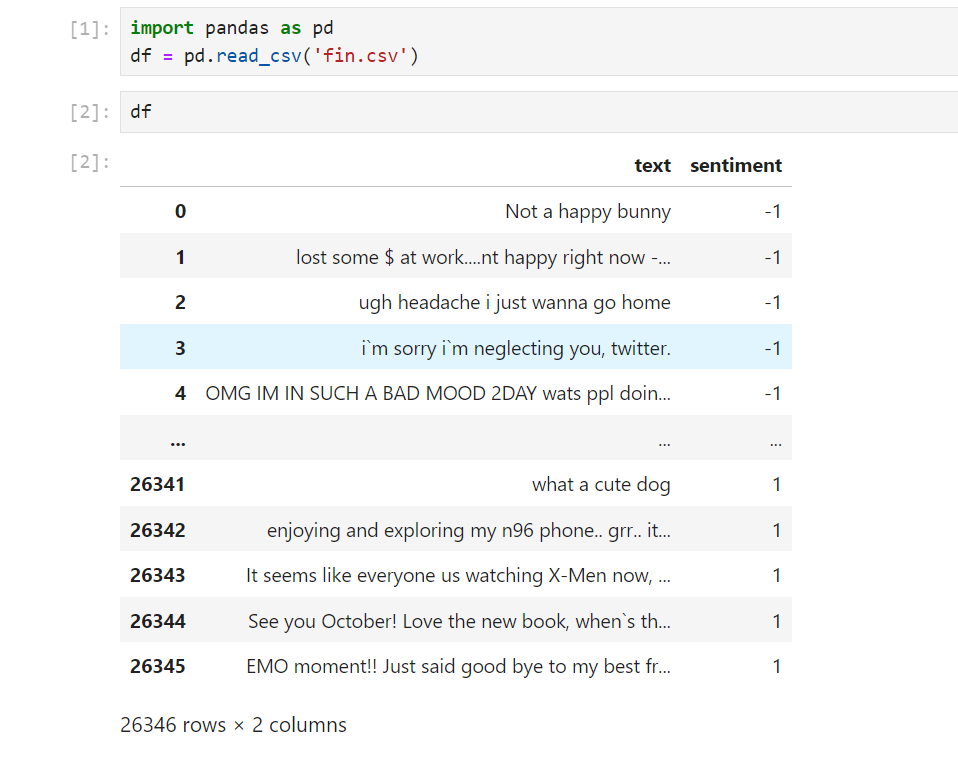 [1]: import pandas as pd
df = pd.read_csv('fin.csv')
[2]: df
[2]: text sentiment
0 Not a happy bunny -1
1 lost some $ at work....nt happy right now -... -1
2 ugh headache i just wanna go home -1
3 i`m sorry i`m neglecting you, twitter. -1
4 OMG IM IN SUCH A BAD MOOD 2DAY wats ppl doin... -1
... ... ...
26341 what a cute dog 1
26342 enjoying and exploring my n96 phone.. grr.. it... 1
26343 It seems like everyone us watching X-Men now, ... 1
26344 See you October! Love the new book, when`s th... 1
26345 EMO moment!! Just said good bye to my best fr... 1
26346 rows × 2 columns